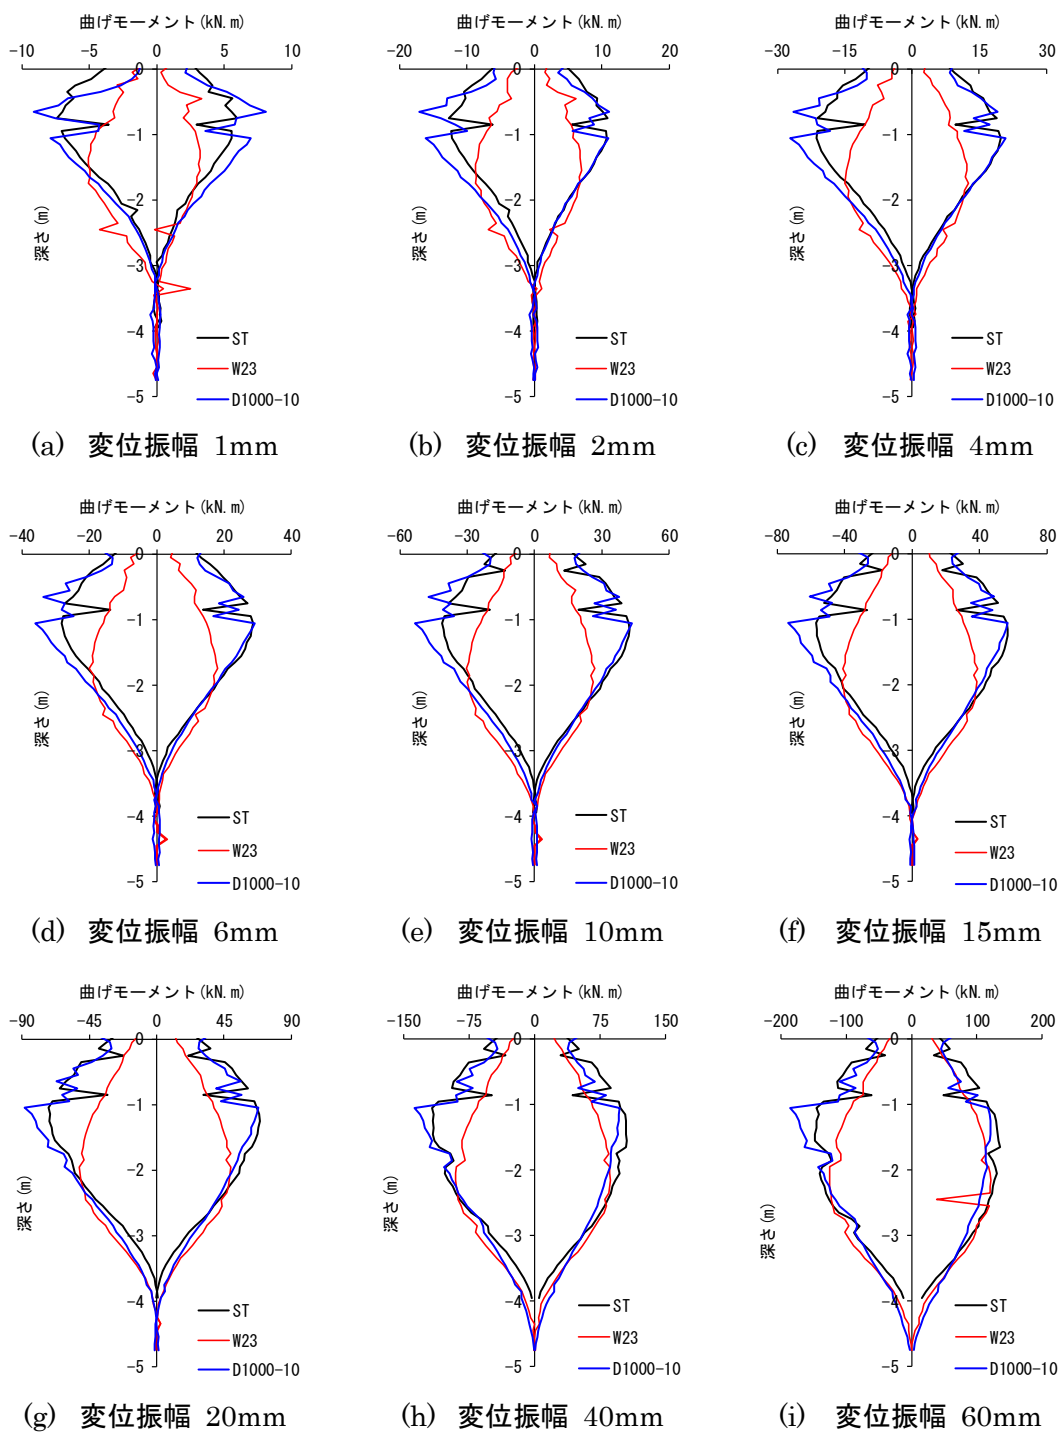 曲げモーメント(kN.m) 曲げモーメント(kN.m) 曲げモーメント(kN.m)
-10 -5 0 5 10 -20 -10 0 10 20 -30 -15 0 15 30
0 0 0
-1 -1 -1
-2 -2 -2
深さ(m) 深さ(m) 深さ(m)
-3 -3 -3
-4 -4 -4
ST ST ST
W23 W23 W23
-5 D1000-10 -5 D1000-10 -5 D1000-10
(a) 変位振幅 1mm (b) 変位振幅 2mm (c) 変位振幅 4mm
曲げモーメント(kN.m) 曲げモーメント(kN.m) 曲げモーメント(kN.m)
-40 -20 0 20 40 -60 -30 0 30 60 -80 -40 0 40 80
0 0 0
-1 -1 -1
-2 -2 -2
深さ(m) 深さ(m) 深さ(m)
-3 -3 -3
-4 ST -4 ST -4 ST
W23 W23 W23
-5 D1000-10 -5 D1000-10 -5 D1000-10
(d) 変位振幅 6mm (e) 変位振幅 10mm (f) 変位振幅 15mm
曲げモーメント(kN.m) 曲げモーメント(kN.m) 曲げモーメント(kN.m)
-90 -45 0 45 90 -150 -75 0 75 150 -200 -100 0 100 200
0 0 0
-1 -1 -1
-2 -2 -2
深さ(m) 深さ(m) 深さ(m)
-3 -3 -3
-4 ST -4 ST -4 ST
W23 W23 W23
-5 D1000-10 -5 D1000-10 -5 D1000-10
(g) 変位振幅 20mm (h) 変位振幅 40mm (i) 変位振幅 60mm